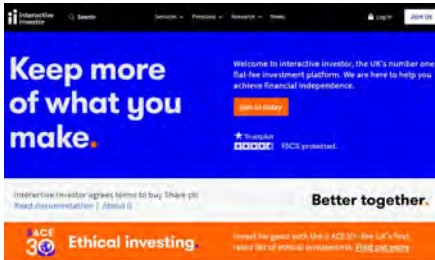 interactive investor
Search
Services
Pensions
Research
News
Log in
Join Us
Keep more
of what you
make.
Welcome to interactive investor, the UK's number one
flat-fee investment platform. We are here to help you
achieve financial independence.
Join us today
Trustpilot
FSCS protected.
interactive investor agrees terms to buy Share plc
Read documentation | About ii
Better together.
ACE
30
Ethical investing.
Invest for good with the ii ACE 30 - the UK's first
rated list of ethical investments. Find out more